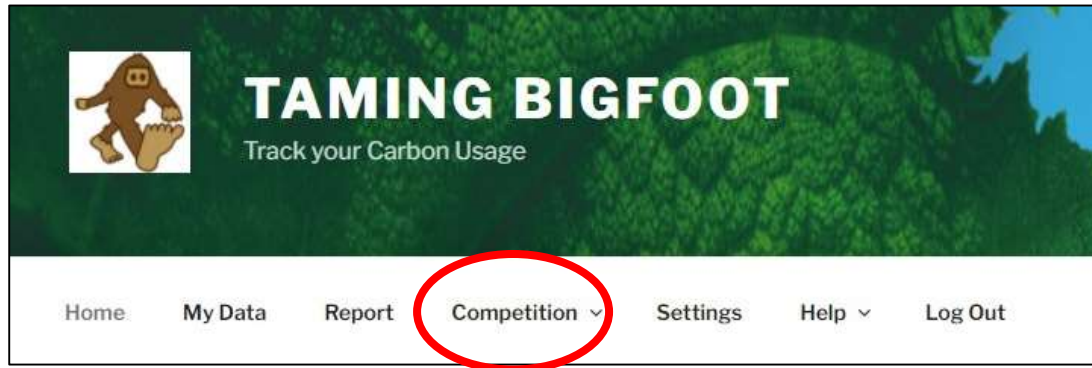 TAMING BIGFOOT
Track your Carbon Usage
Home My Data Report Competition Settings Help Log Out